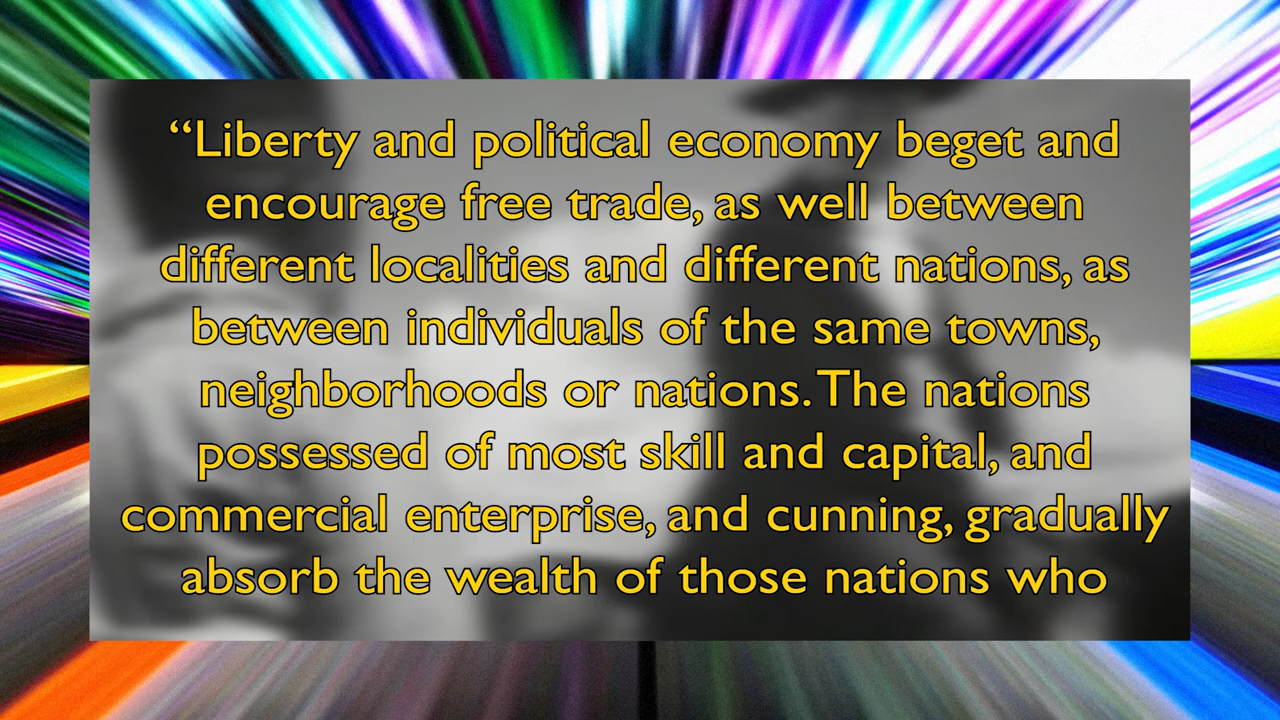 “Liberty and political economy beget and
encourage free trade, as well between
different localities and different nations, as
between individuals of the same towns,
neighborhoods or nations. The nations
possessed of most skill and capital, and
commercial enterprise, and cunning, gradually
absorb the wealth of those nations who